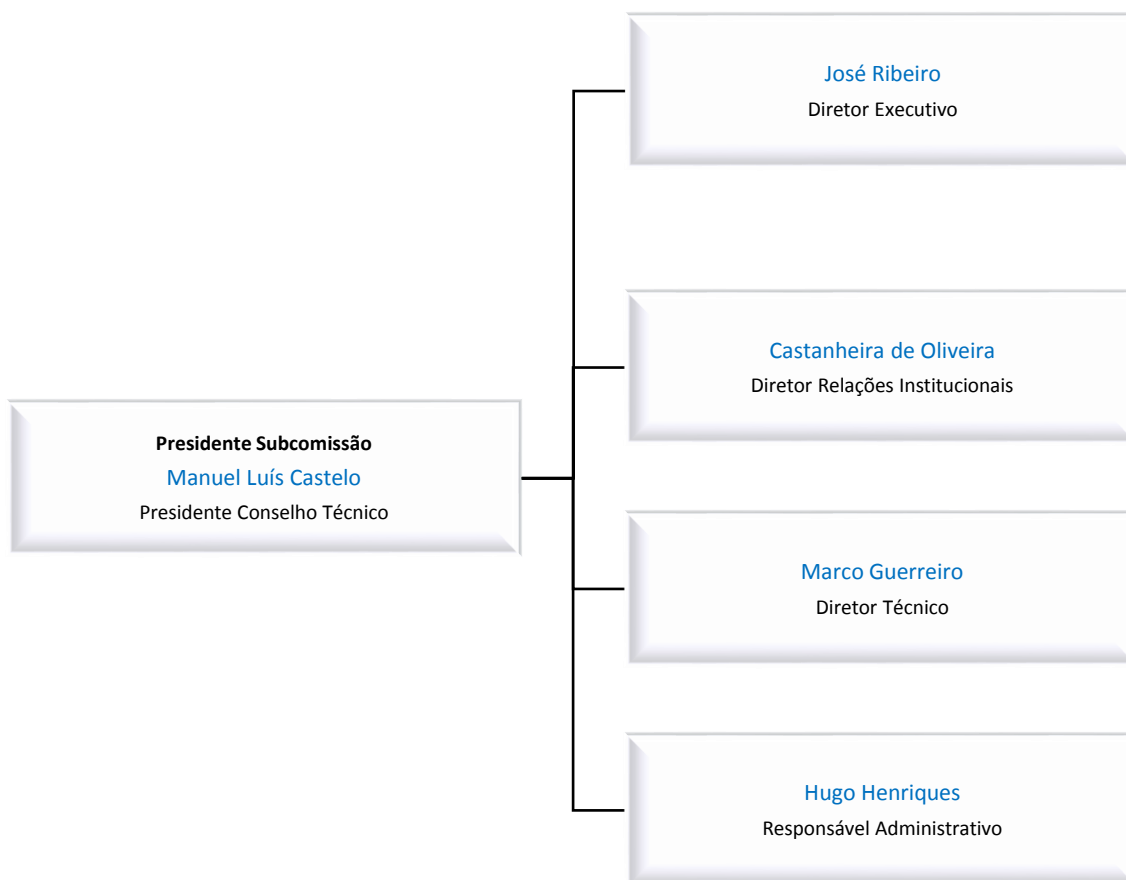 José Ribeiro
Diretor Executivo
Castanheira de Oliveira
Diretor Relações Institucionais
Presidente Subcomissão
Manuel Luís Castelo
Presidente Conselho Técnico
Marco Guerreiro
Diretor Técnico
Hugo Henriques
Responsável Administrativo